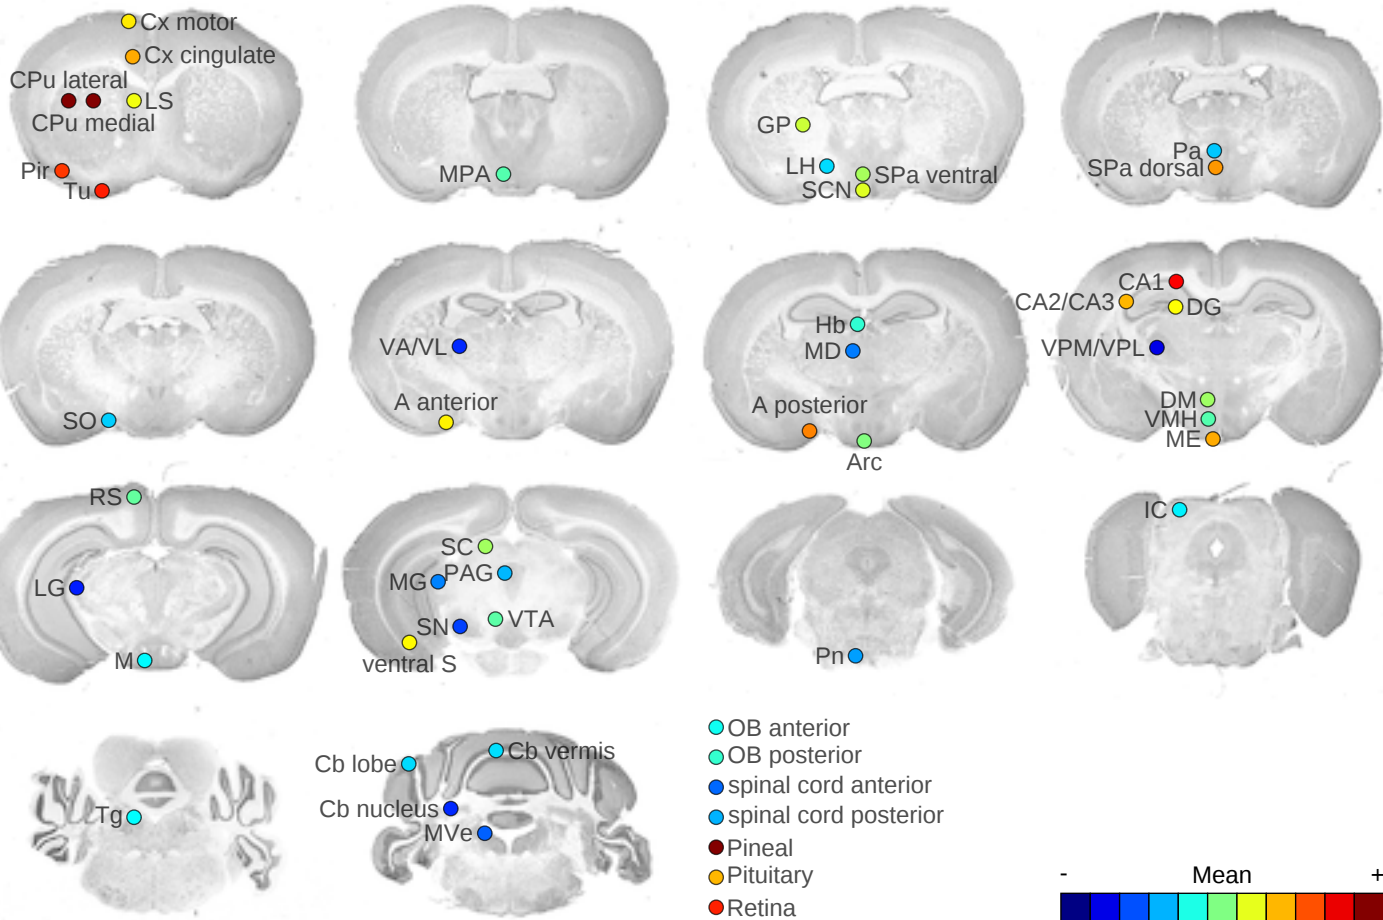 Cx motor
Cx cingulate
CPu lateral
LS
CPu medial
Pir
Tu
MPA
GP
LH
SPa ventral
SCN
Pa
SPa dorsal
SO
VA/VL
A anterior
Hb
MD
A posterior
Arc
CA1
CA2/CA3
DG
VPM/VPL
DM
VMH
ME
RS
LG
M
SC
PAG
MG
VTA
SN
ventral S
Pn
IC
Tg
Cb vermis
Cb lobe
Cb nucleus
MVe
OB anterior
OB posterior
spinal cord anterior
spinal cord posterior
Pineal
Pituitary
Retina
- Mean +